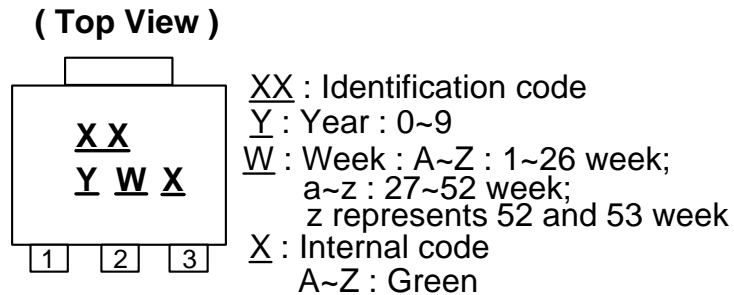 ( Top View )
X X
Y W X
1 2 3
XX : Identification code
Y : Year : 0~9
W : Week : A~Z : 1~26 week;
a~z : 27~52 week;
z represents 52 and 53 week
X : Internal code
A~Z : Green